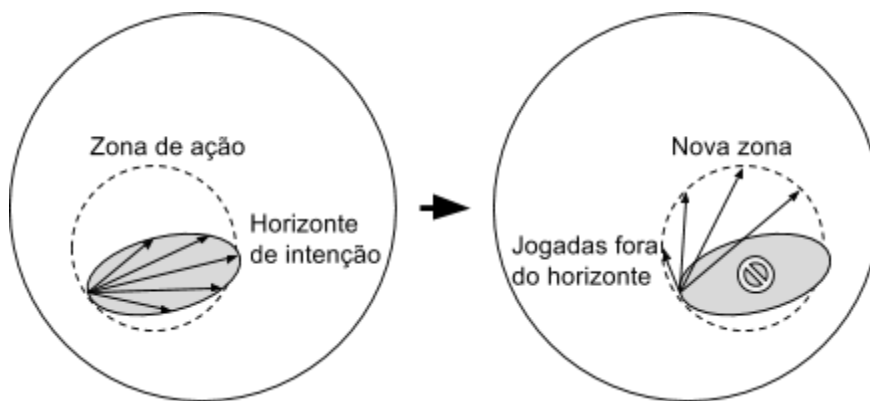 Zona de ação
Horizonte
de intenção
Nova zona
Jogadas fora
do horizonte